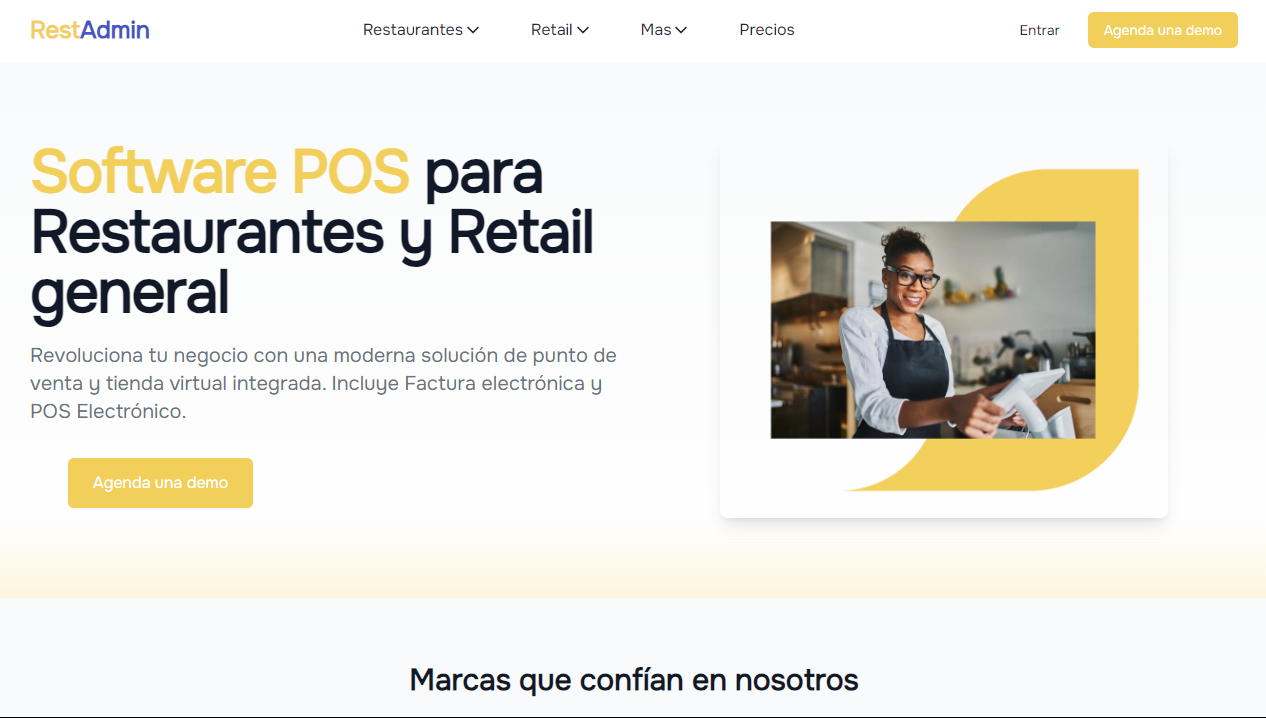 RestAdmin
Restaurantes
Retail
Mas
Precios
Entrar
Agenda una demo
Software POS para
Restaurantes y Retail
general
Revoluciona tu negocio con una moderna solución de punto de
venta y tienda virtual integrada. Incluye Factura electrónica y
POS Electrónico.
Agenda una demo
Marcas que confían en nosotros